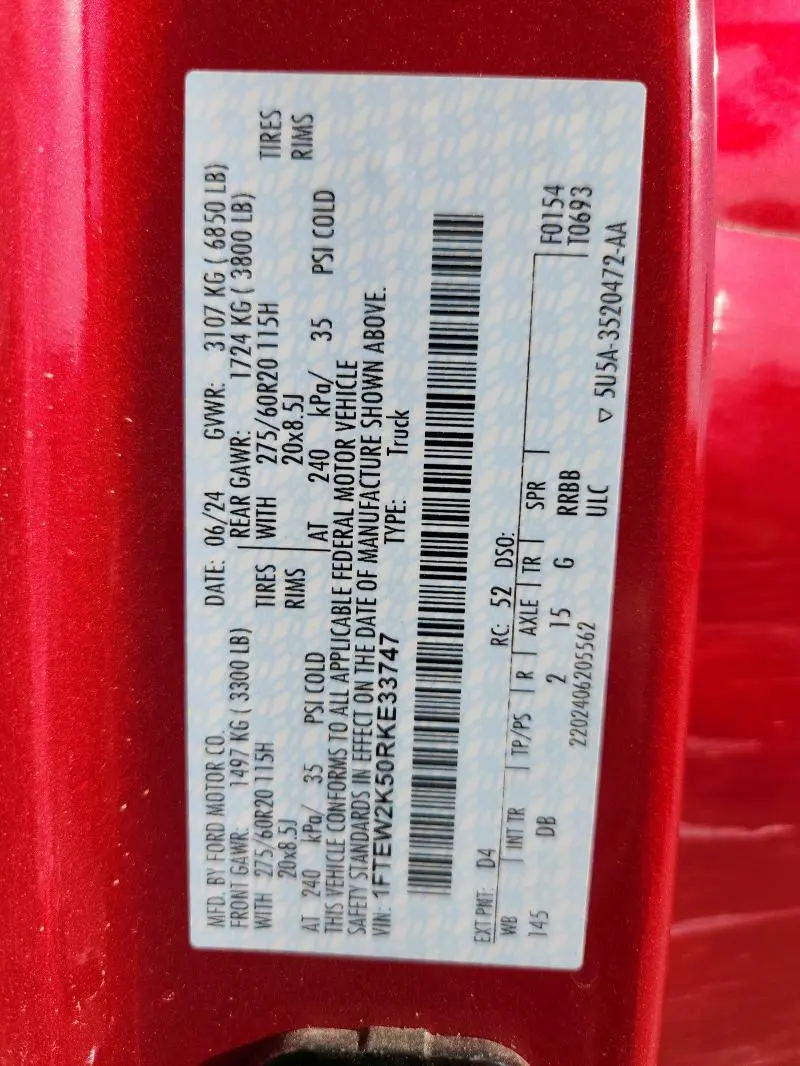 MFD. BY FORD MOTOR CO. DATE: 06/24 GVWR: 3107 KG ( 6850 LB)
FRONT GAWR: 1497 KG ( 3300 LB) REAR GAWR: 1724 KG ( 3800 LB)
WITH 275/60R20 115H TIRES WITH 275/60R20 115H TIRES
20x8.5J RIMS 20x8.5J RIMS
AT 240 kPa/ 35 PSI COLD AT 240 kPa/ 35 PSI COLD
THIS VEHICLE CONFORMS TO ALL APPLICABLE FEDERAL MOTOR VEHICLE
SAFETY STANDARDS IN EFFECT ON THE DATE OF MANUFACTURE SHOWN ABOVE.
VIN: 1FTEW2K50RKE33747 TYPE: Truck
EXT PNT: D4 RC: 52 DSO: F0154
WB INT TR TP/PS R AXLE TR SPR T0693
145 DB 2 15 G RRBB
2202406205562 ULC ▽ 5U5A-3520472-AA